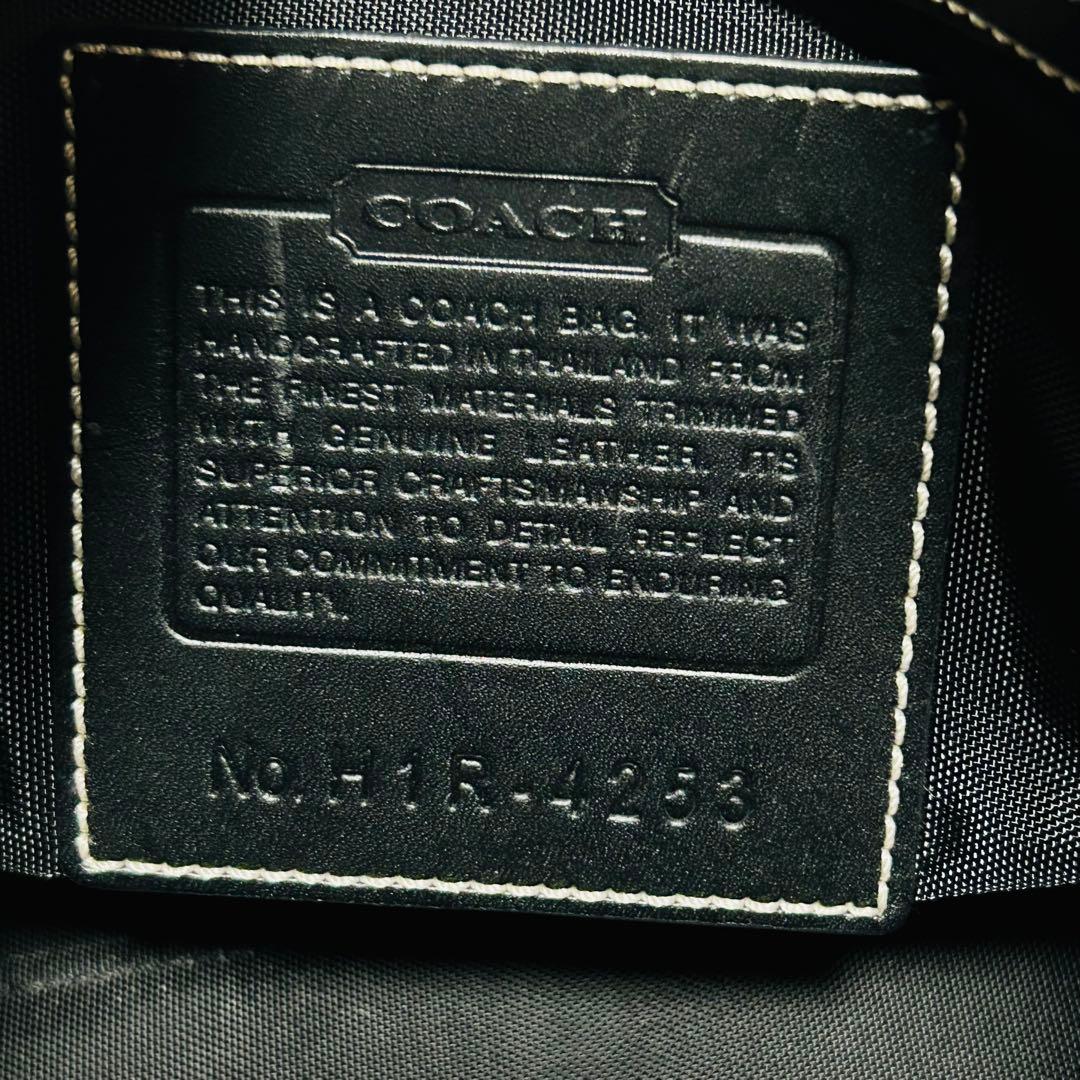 COACH
THIS IS A COACH BAG. IT WAS
HANDCRAFTED IN THAILAND FROM
THE FINEST MATERIALS TRIMMED
WITH GENUINE LEATHER. ITS
SUPERIOR CRAFTSMANSHIP AND
ATTENTION TO DETAIL REFLECT
OUR COMMITMENT TO ENDURING
QUALITY.
No. H1R-4253